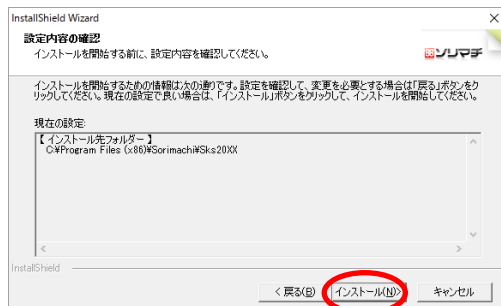 InstallShield Wizard
設定内容の確認
インストールを開始する前に、設定内容を確認してください。
ソリマチ
インストールを開始するための情報は次の通りです。設定を確認して、変更を必要とする場合は「戻る」ボタンをク
リックしてください。現在の設定で良い場合は、「インストール」ボタンをクリックして、インストールを開始してください。
現在の設定:
【インストール先フォルダー】
C:¥Program Files (x86)¥Sorimachi¥Sks20XX
InstallShield
< 戻る(B) インストール(N)> キャンセル